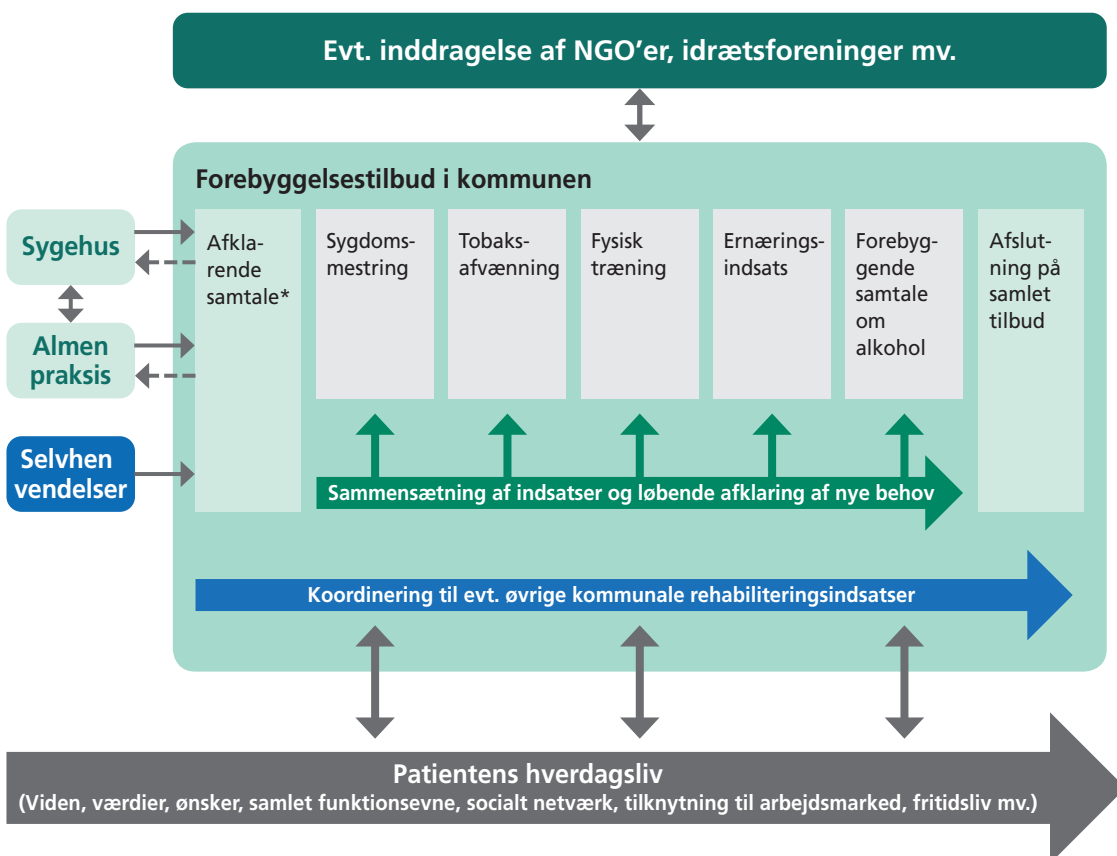 Evt. inddragelse af NGO’er, idrætsforeninger mv.
Forebyggelsestilbud i kommunen
Sygehus
Almen
praksis
Selvhen
vendelser
Afkla-
rende
samtale*
Sygdoms-
mestring
Tobaks-
afvænning
Fysisk
træning
Ernærings-
indsats
Forebyg-
gende
samtale
om
alkohol
Afslut-
ning på
samlet
tilbud
Sammensætning af indsatser og løbende afklaring af nye behov
Koordinering til evt. øvrige kommunale rehabiliteringsindsatser
Patientens hverdagsliv
(Viden, værdier, ønsker, samlet funktionsevne, socialt netværk, tilknytning til arbejdsmarked, fritidsliv mv.)